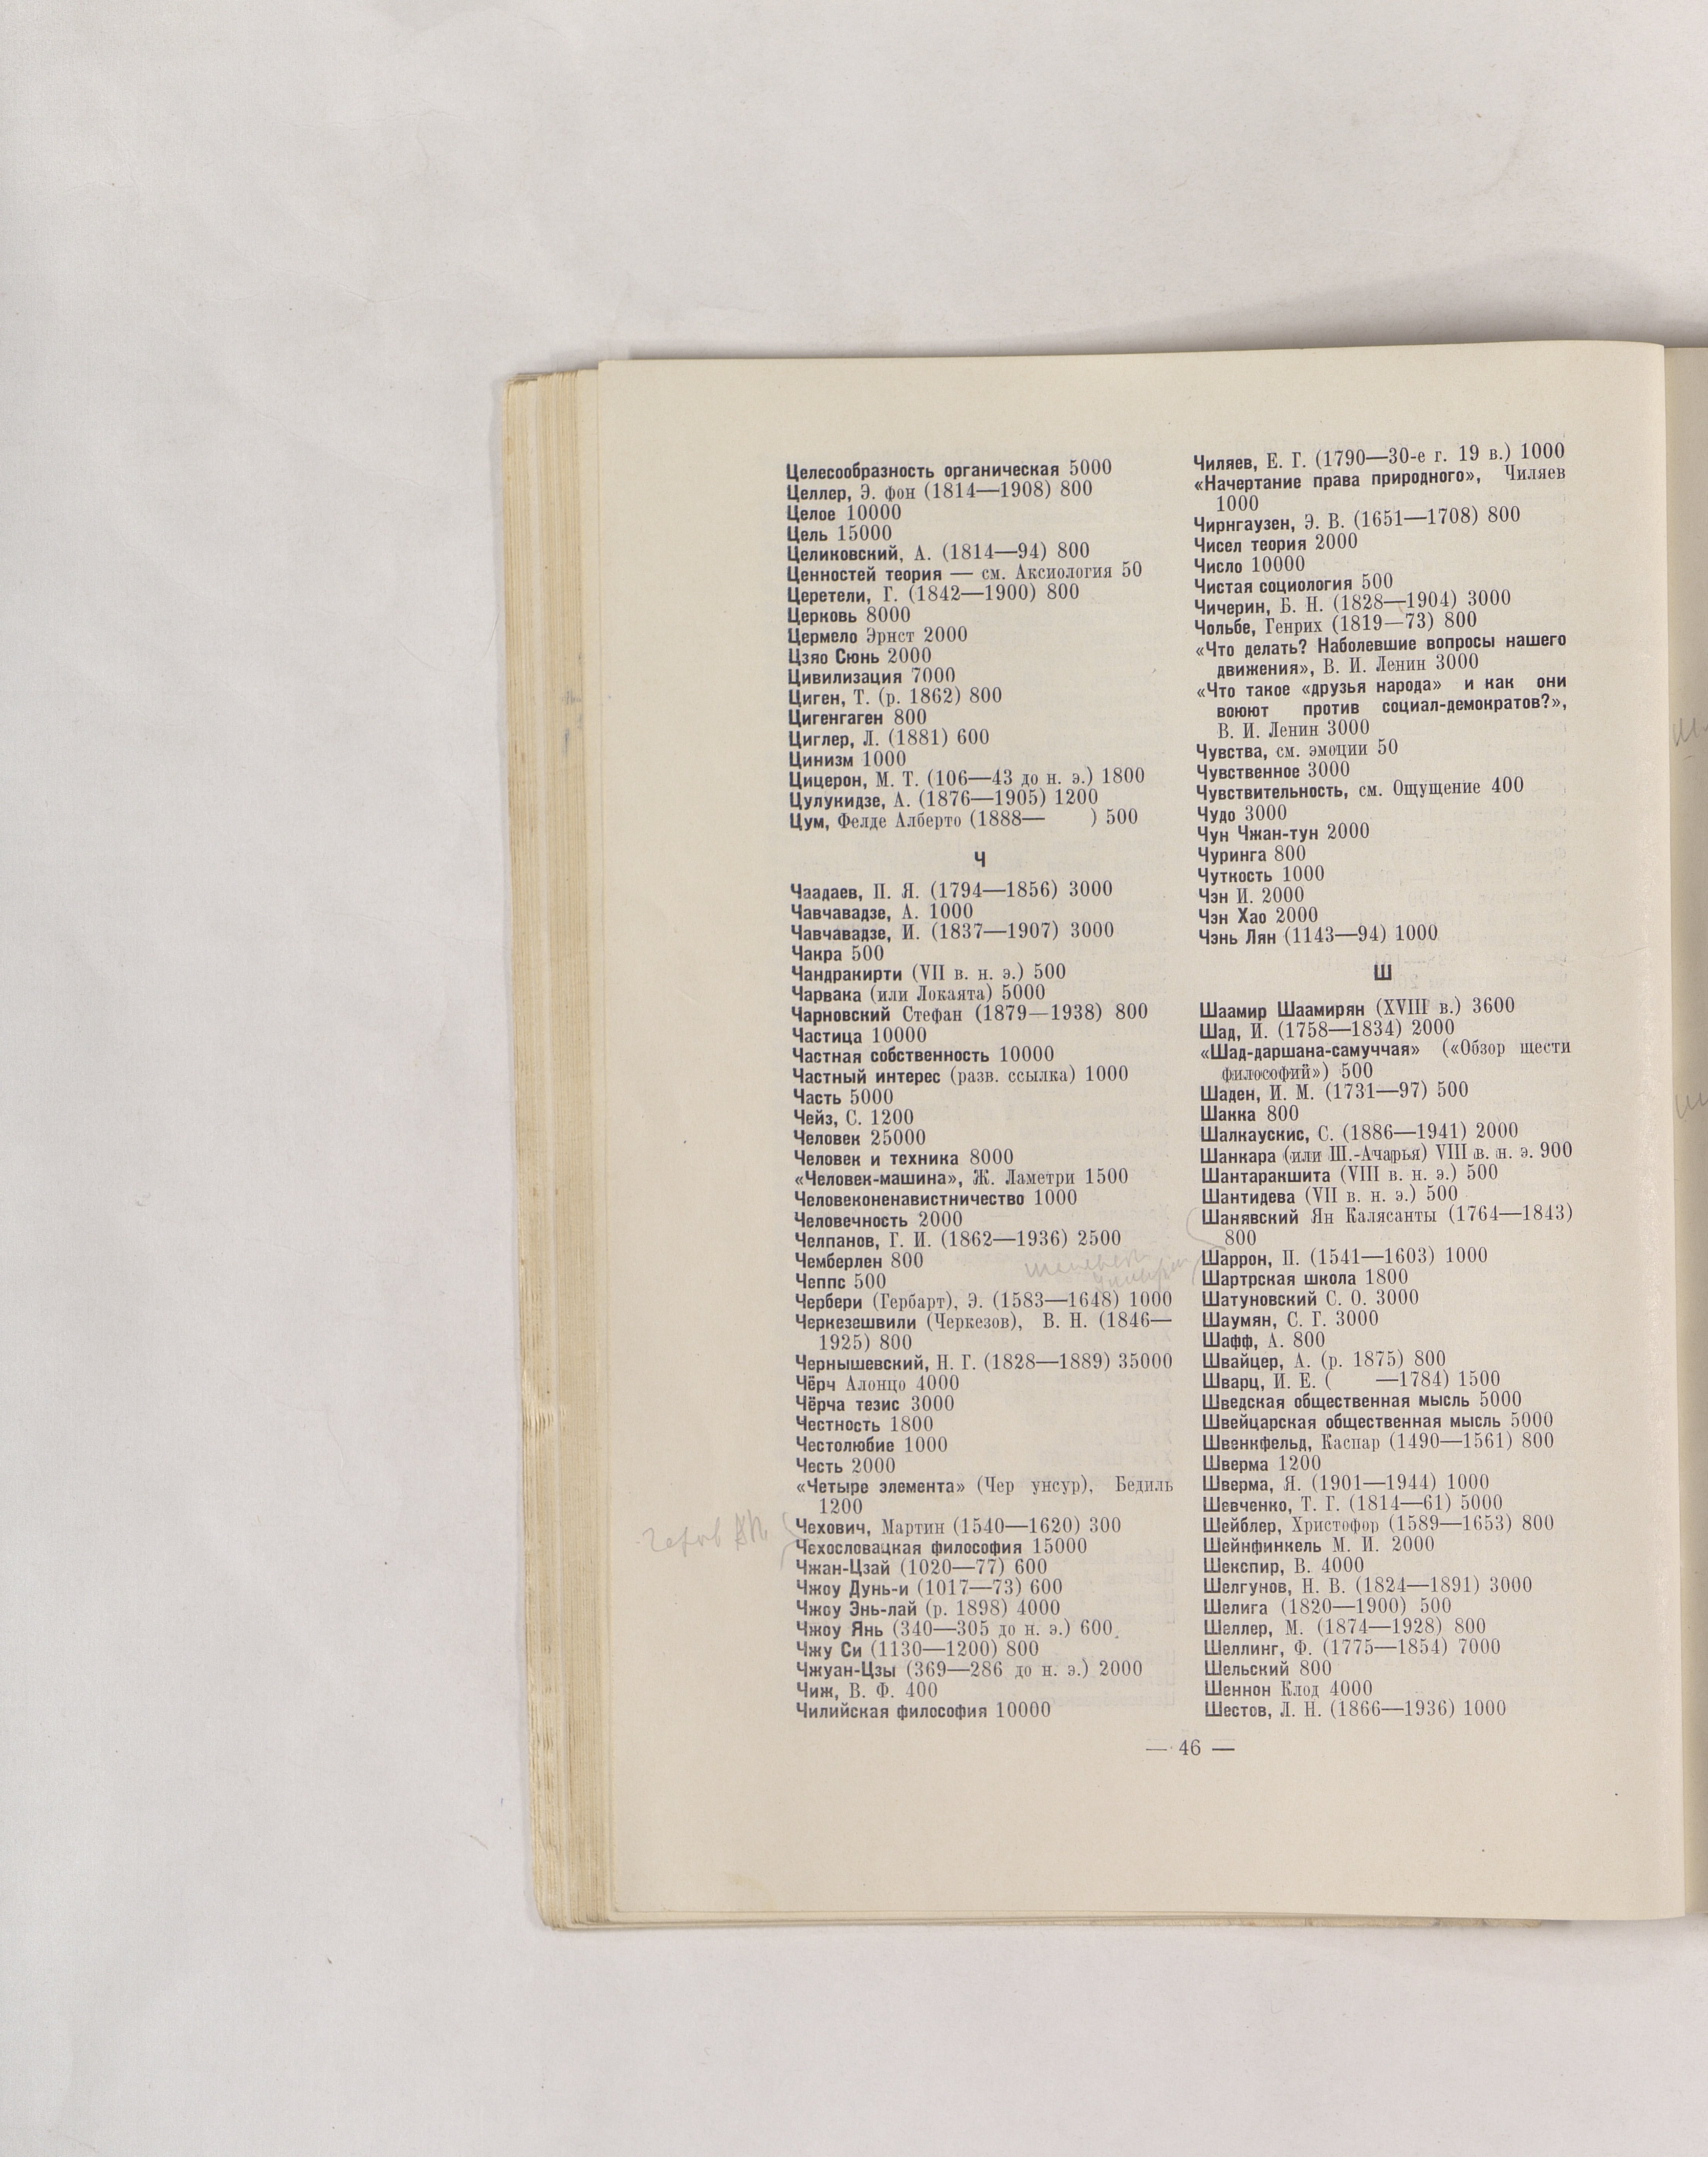 Целесообразность органическая 5000
Целлер, Э. фон (1814—1908) 800
Целое 10000
Цель 15000
Целиковский, А. (1814—94) 800
Ценностей теория — см. Аксиология 50
Церетели, Г. (1842—1900) 800
Церковь 8000
Цермело Эрнст 2000
Цзяо Сюнь 2000
Цивилизация 7000
Циген, Т. (р. 1862) 800
Цигенгаген 800
Циглер, Л. (1881) 600
Цинизм 1000
Цицерон, М. Т. (106—43 до н. э.) 1800
Цулукидзе, А. (1876—1905) 1200
Цум, Фелде Алберто (1888— ) 500
Ч
Чаадаев, П. Я. (1794—1856) 3000
Чавчавадзе, А. 1000
Чавчавадзе, И. (1837—1907) 3000
Чакра 500
Чандракирти (VII в. н. э.) 500
Чарвака (или Локаята) 5000
Чарновский Стефан (1879—1938) 800
Частица 10000
Частная собственность 10000
Частный интерес (разв. ссылка) 1000
Часть 5000
Чейз, С. 1200
Человек 25000
Человек и техника 8000
«Человек-машина», Ж. Ламетри 1500
Человеконенавистничество 1000
Человечность 2000
Челпанов, Г. И. (1862—1936) 2500
Чемберлен 800
Чеппс 500
Чербери (Гербарт), Э. (1583—1648) 1000
Черкезешвили (Черкезов), В. Н. (1846—
1925) 800
Чернышевский, Н. Г. (1828—1889) 35000
Чёрч Алонцо 4000
Чёрча тезис 3000
Честность 1800
Честолюбие 1000
Честь 2000
«Четыре элемента» (Чер унсур), Бедиль
1200
Чехович, Мартин (1540—1620) 300
Чехословацкая философия 15000
Чжан-Цзай (1020—77) 600
Чжоу Дунь-и (1017—73) 600
Чжоу Энь-лай (р. 1898) 4000
Чжоу Янь (340—305 до н. э.) 600
Чжу Си (1130—1200) 800
Чжуан-Цзы (369—286 до н. э.) 2000
Чиж, В. Ф. 400
Чилийская философия 10000
Чиляев, Е. Г. (1790—30-е г. 19 в.) 1000
«Начертание права природного», Чиляев
1000
Чирнгаузен, Э. В. (1651—1708) 800
Чисел теория 2000
Число 10000
Чистая социология 500
Чичерин, Б. Н. (1828—1904) 3000
Чольбе, Генрих (1819—73) 800
«Что делать? Наболевшие вопросы нашего
движения», В. И. Ленин 3000
«Что такое «друзья народа» и как они
воюют против социал-демократов?»,
В. И. Ленин 3000
Чувства, см. эмоции 50
Чувственное 3000
Чувствительность, см. Ощущение 400
Чудо 3000
Чун Чжан-тун 2000
Чуринга 800
Чуткость 1000
Чэн И. 2000
Чэн Хао 2000
Чэнь Лян (1143—94) 1000
Ш
Шаамир Шаамирян (XVIII в.) 3600
Шад, И. (1758—1834) 2000
«Шад-даршана-самуччая» («Обзор шести
философий») 500
Шаден, И. М. (1731—97) 500
Шакка 800
Шалкаускис, С. (1886—1941) 2000
Шанкара (или Ш.-Ачарья) VIII в. н. э. 900
Шантаракшита (VIII в. н. э.) 500
Шантидева (VII в. н. э.) 500
Шанявский Ян Калясанты (1764—1843)
800
Шаррон, П. (1541—1603) 1000
Шартрская школа 1800
Шатуновский С. О. 3000
Шаумян, С. Г. 3000
Шафф, А. 800
Швайцер, А. (р. 1875) 800
Шварц, И. Е. ( —1784) 1500
Шведская общественная мысль 5000
Швейцарская общественная мысль 5000
Швенкфельд, Каспар (1490—1561) 800
Шверма 1200
Шверма, Я. (1901—1944) 1000
Шевченко, Т. Г. (1814—61) 5000
Шейблер, Христофор (1589—1653) 800
Шейнфинкель М. И. 2000
Шекспир, В. 4000
Шелгунов, Н. В. (1824—1891) 3000
Шелига (1820—1900) 500
Шеллер, М. (1874—1928) 800
Шеллинг, Ф. (1775—1854) 7000
Шельский 800
Шеннон Клод 4000
Шестов, Л. Н. (1866—1936) 1000
— 46 —